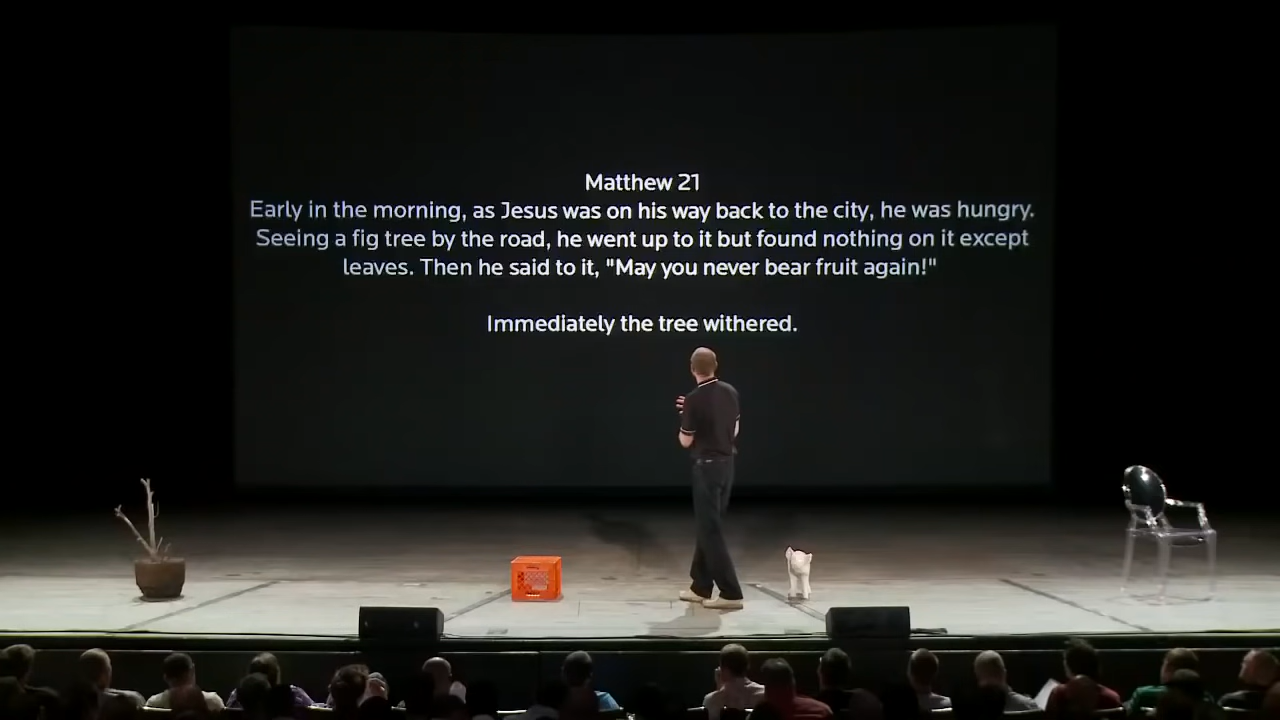 Matthew 21
Early in the morning, as Jesus was on his way back to the city, he was hungry.
Seeing a fig tree by the road, he went up to it but found nothing on it except
leaves. Then he said to it, "May you never bear fruit again!"
Immediately the tree withered.